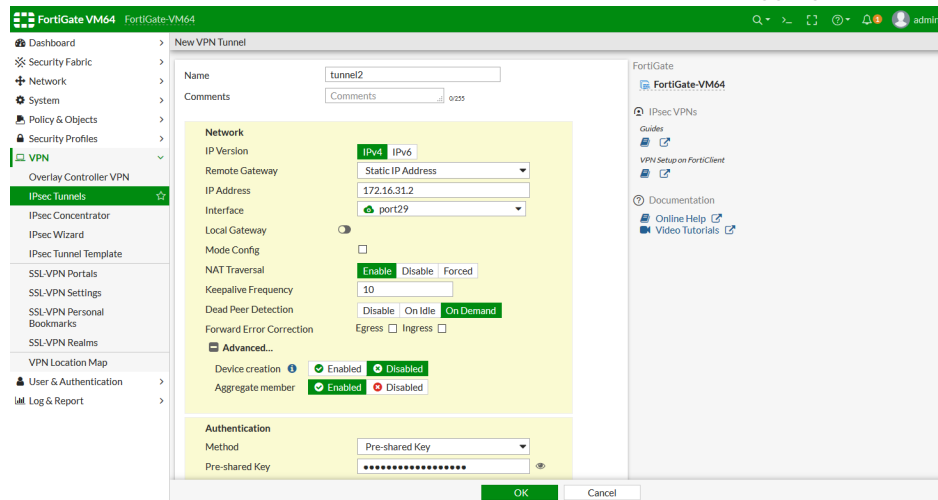 FortiGate VM64 FortiGate-VM64 admin
Dashboard
Security Fabric
Network
System
Policy & Objects
Security Profiles
VPN
Overlay Controller VPN
IPsec Tunnels
IPsec Concentrator
IPsec Wizard
IPsec Tunnel Template
SSL-VPN Portals
SSL-VPN Settings
SSL-VPN Personal
Bookmarks
SSL-VPN Realms
VPN Location Map
User & Authentication
Log & Report
New VPN Tunnel
Name tunnel2
Comments Comments 0/255
Network
IP Version IPv4 IPv6
Remote Gateway Static IP Address
IP Address 172.16.31.2
Interface port29
Local Gateway
Mode Config
NAT Traversal Enable Disable Forced
Keepalive Frequency 10
Dead Peer Detection Disable On Idle On Demand
Forward Error Correction Egress Ingress
Advanced...
Device creation Enabled Disabled
Aggregate member Enabled Disabled
Authentication
Method Pre-shared Key
Pre-shared Key ••••••••••••••••••
OK Cancel
FortiGate
FortiGate-VM64
IPsec VPNs
Guides
VPN Setup on FortiClient
Documentation
Online Help
Video Tutorials